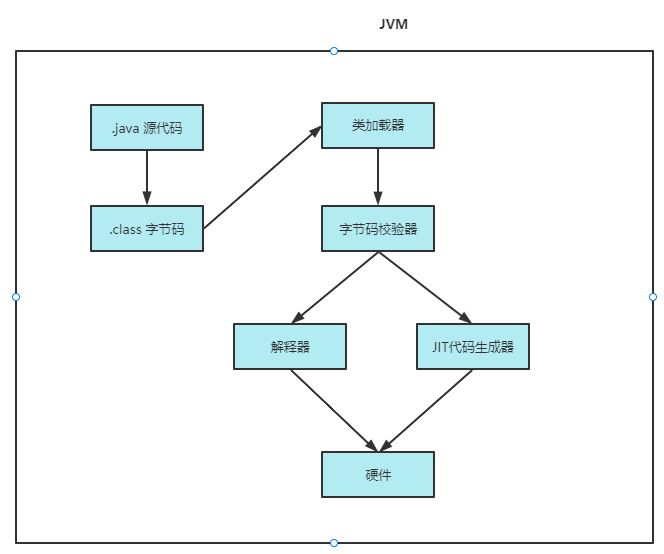 JVM
.java 源代码
类加载器
.class 字节码
字节码校验器
解释器
JIT代码生成器
硬件